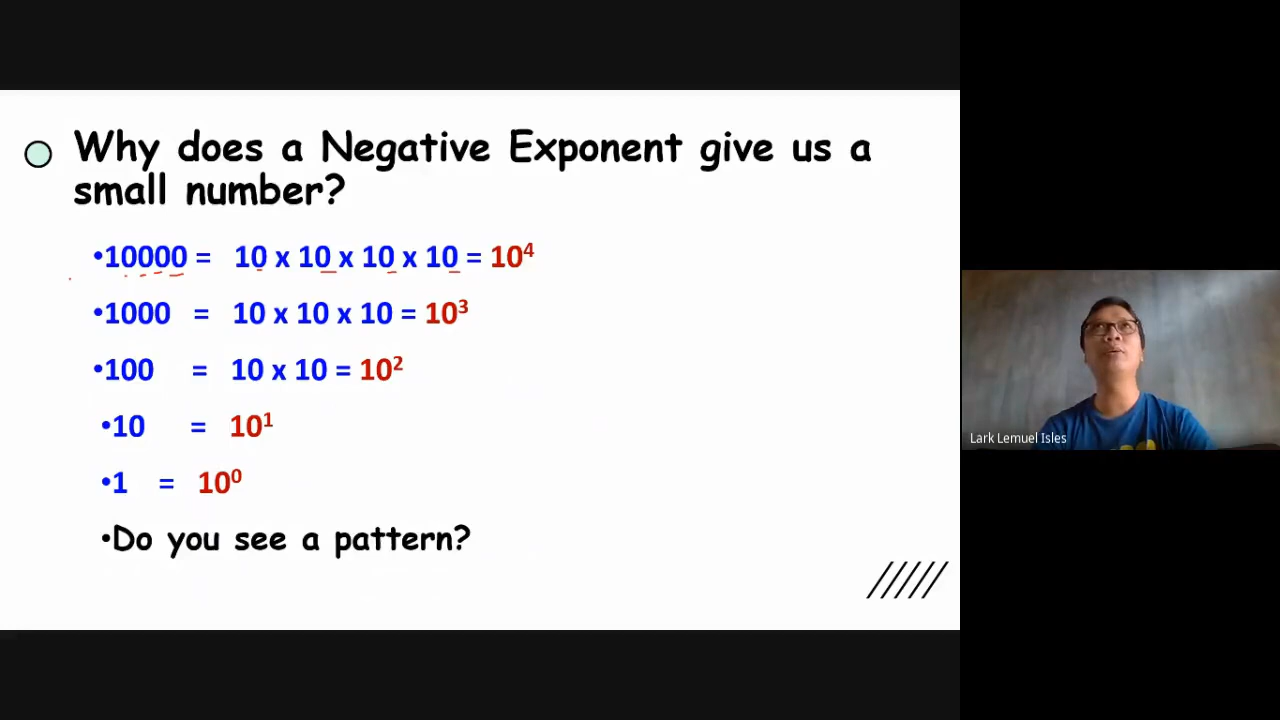 Why does a Negative Exponent give us a
small number?
•10000 = 10 x 10 x 10 x 10 = 10⁴
•1000 = 10 x 10 x 10 = 10³
•100 = 10 x 10 = 10²
•10 = 10¹
•1 = 10⁰
•Do you see a pattern?
Lark Lemuel Isles